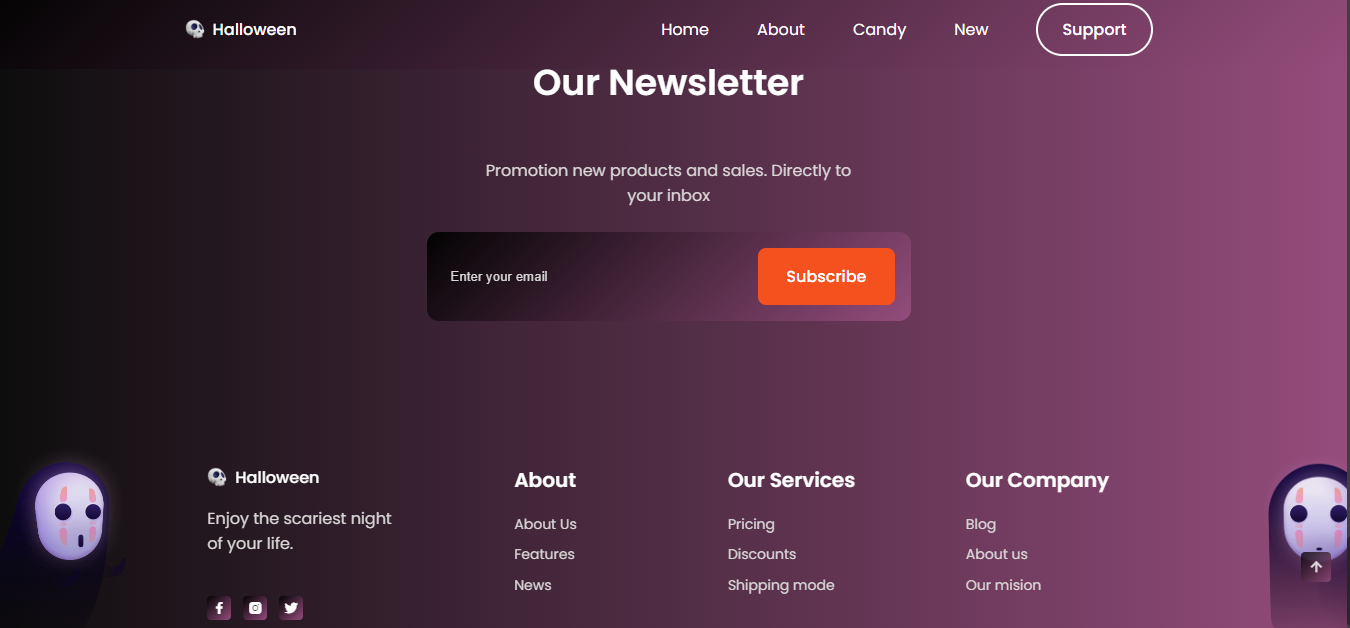 Halloween
Home
About
Candy
New
Support
Our Newsletter
Promotion new products and sales. Directly to
your inbox
Enter your email
Subscribe
Halloween
Enjoy the scariest night
of your life.
About
About Us
Features
News
Our Services
Pricing
Discounts
Shipping mode
Our Company
Blog
About us
Our mision